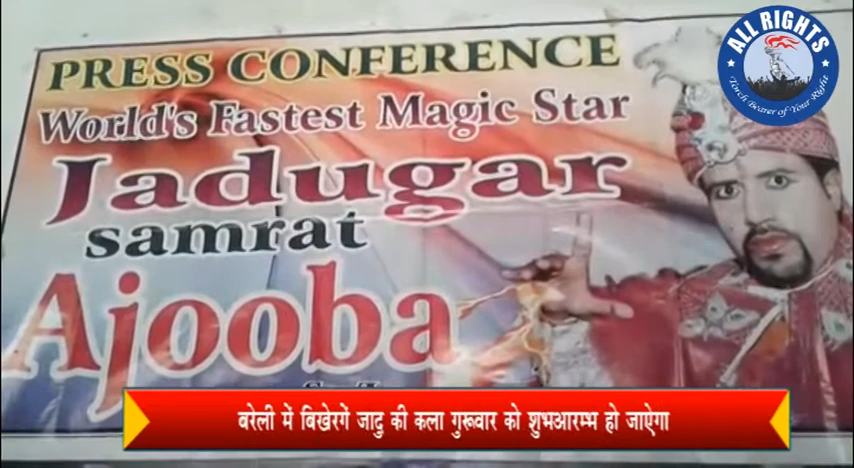 PRESS CONFERENCE
World's Fastest Magic Star
Jadugar
samrat
Ajooba
ALL RIGHTS
Torch Bearer of Your Rights
बरेली में बिखेरगें जादु की कला गुरूवार को शुभआरम्भ हो जाऐगा